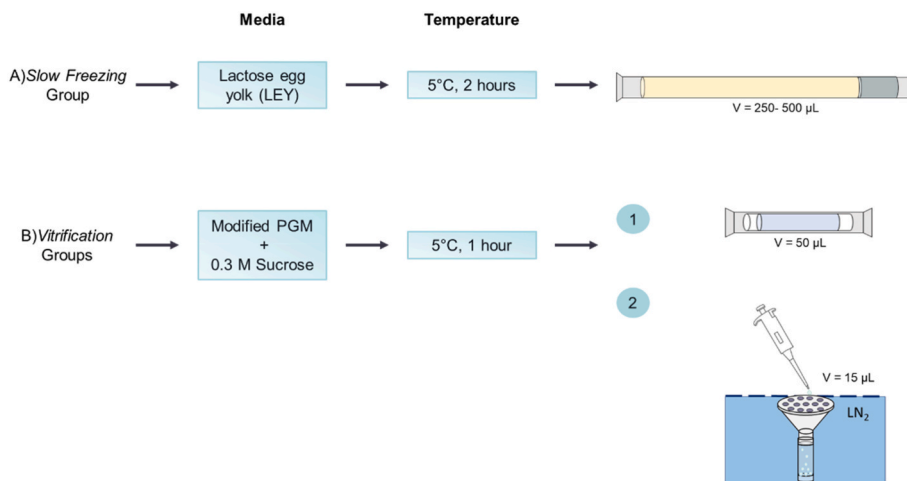 Media
Temperature
A)Slow Freezing
Group
Lactose egg
yolk (LEY)
5°C, 2 hours
V = 250- 500 µL
B)Vitrification
Groups
Modified PGM
+
0.3 M Sucrose
5°C, 1 hour
1
V = 50 µL
2
V = 15 µL
LN₂